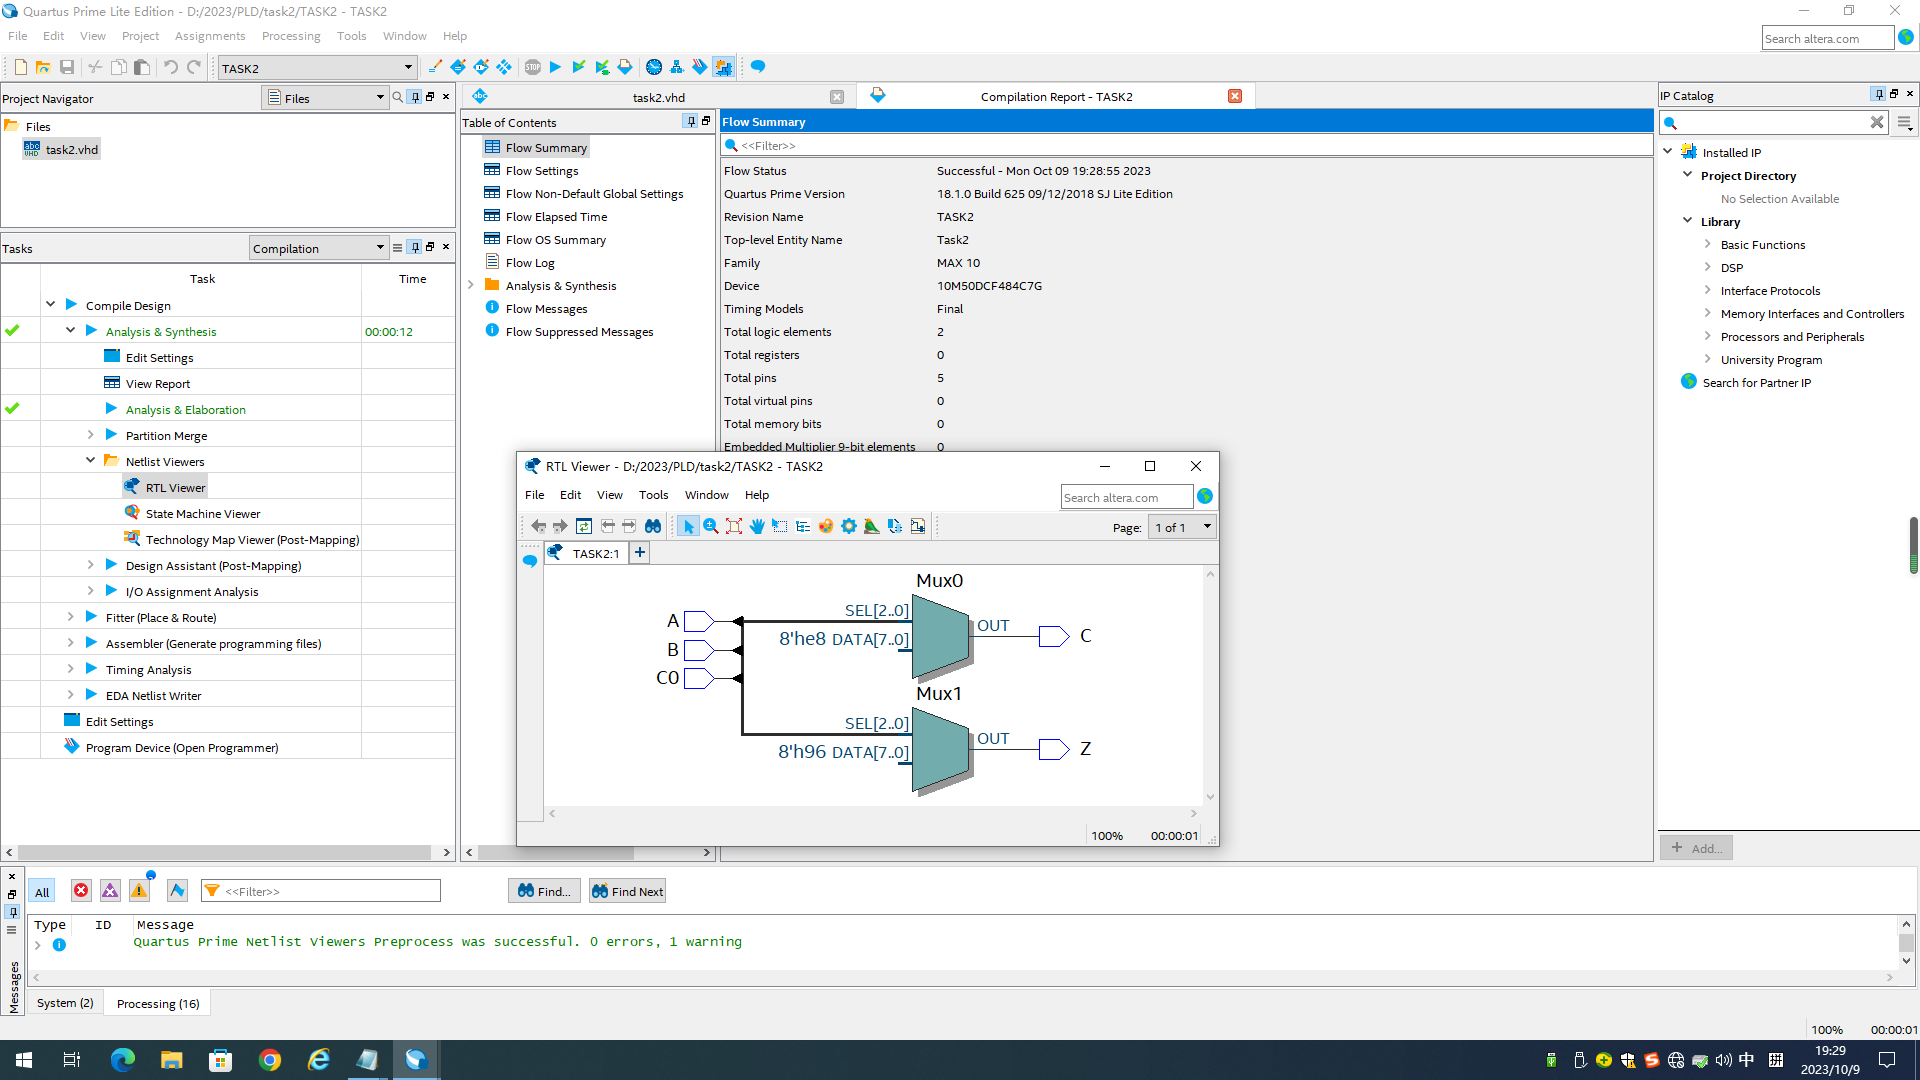 Quartus Prime Lite Edition - D:/2023/PLD/task2/TASK2 - TASK2
File Edit View Project Assignments Processing Tools Window Help
Search altera.com
TASK2
STOP
Project Navigator
Files
Files
abc VHD task2.vhd
Tasks
Compilation
Task Time
Compile Design
Analysis & Synthesis 00:00:12
Edit Settings
View Report
Analysis & Elaboration
Partition Merge
Netlist Viewers
RTL Viewer
State Machine Viewer
Technology Map Viewer (Post-Mapping)
Design Assistant (Post-Mapping)
I/O Assignment Analysis
Fitter (Place & Route)
Assembler (Generate programming files)
Timing Analysis
EDA Netlist Writer
Edit Settings
Program Device (Open Programmer)
abc task2.vhd
Compilation Report - TASK2
Table of Contents
Flow Summary
Flow Settings
Flow Non-Default Global Settings
Flow Elapsed Time
Flow OS Summary
Flow Log
Analysis & Synthesis
Flow Messages
Flow Suppressed Messages
Flow Summary
<<Filter>>
Flow Status Successful - Mon Oct 09 19:28:55 2023
Quartus Prime Version 18.1.0 Build 625 09/12/2018 SJ Lite Edition
Revision Name TASK2
Top-level Entity Name Task2
Family MAX 10
Device 10M50DCF484C7G
Timing Models Final
Total logic elements 2
Total registers 0
Total pins 5
Total virtual pins 0
Total memory bits 0
Embedded Multiplier 9-bit elements 0
RTL Viewer - D:/2023/PLD/task2/TASK2 - TASK2
File Edit View Tools Window Help
Search altera.com
Page: 1 of 1
TASK2:1
Mux0
A SEL[2..0] OUT C
B 8'he8 DATA[7..0]
C0
Mux1
SEL[2..0] OUT Z
8'h96 DATA[7..0]
100% 00:00:01
IP Catalog
Installed IP
Project Directory
No Selection Available
Library
Basic Functions
DSP
Interface Protocols
Memory Interfaces and Controllers
Processors and Peripherals
University Program
Search for Partner IP
+ Add...
Messages
All
<<Filter>>
Find...
Find Next
Type ID Message
Quartus Prime Netlist Viewers Preprocess was successful. 0 errors, 1 warning
System (2)
Processing (16)
100% 00:00:01
中
19:29
2023/10/9